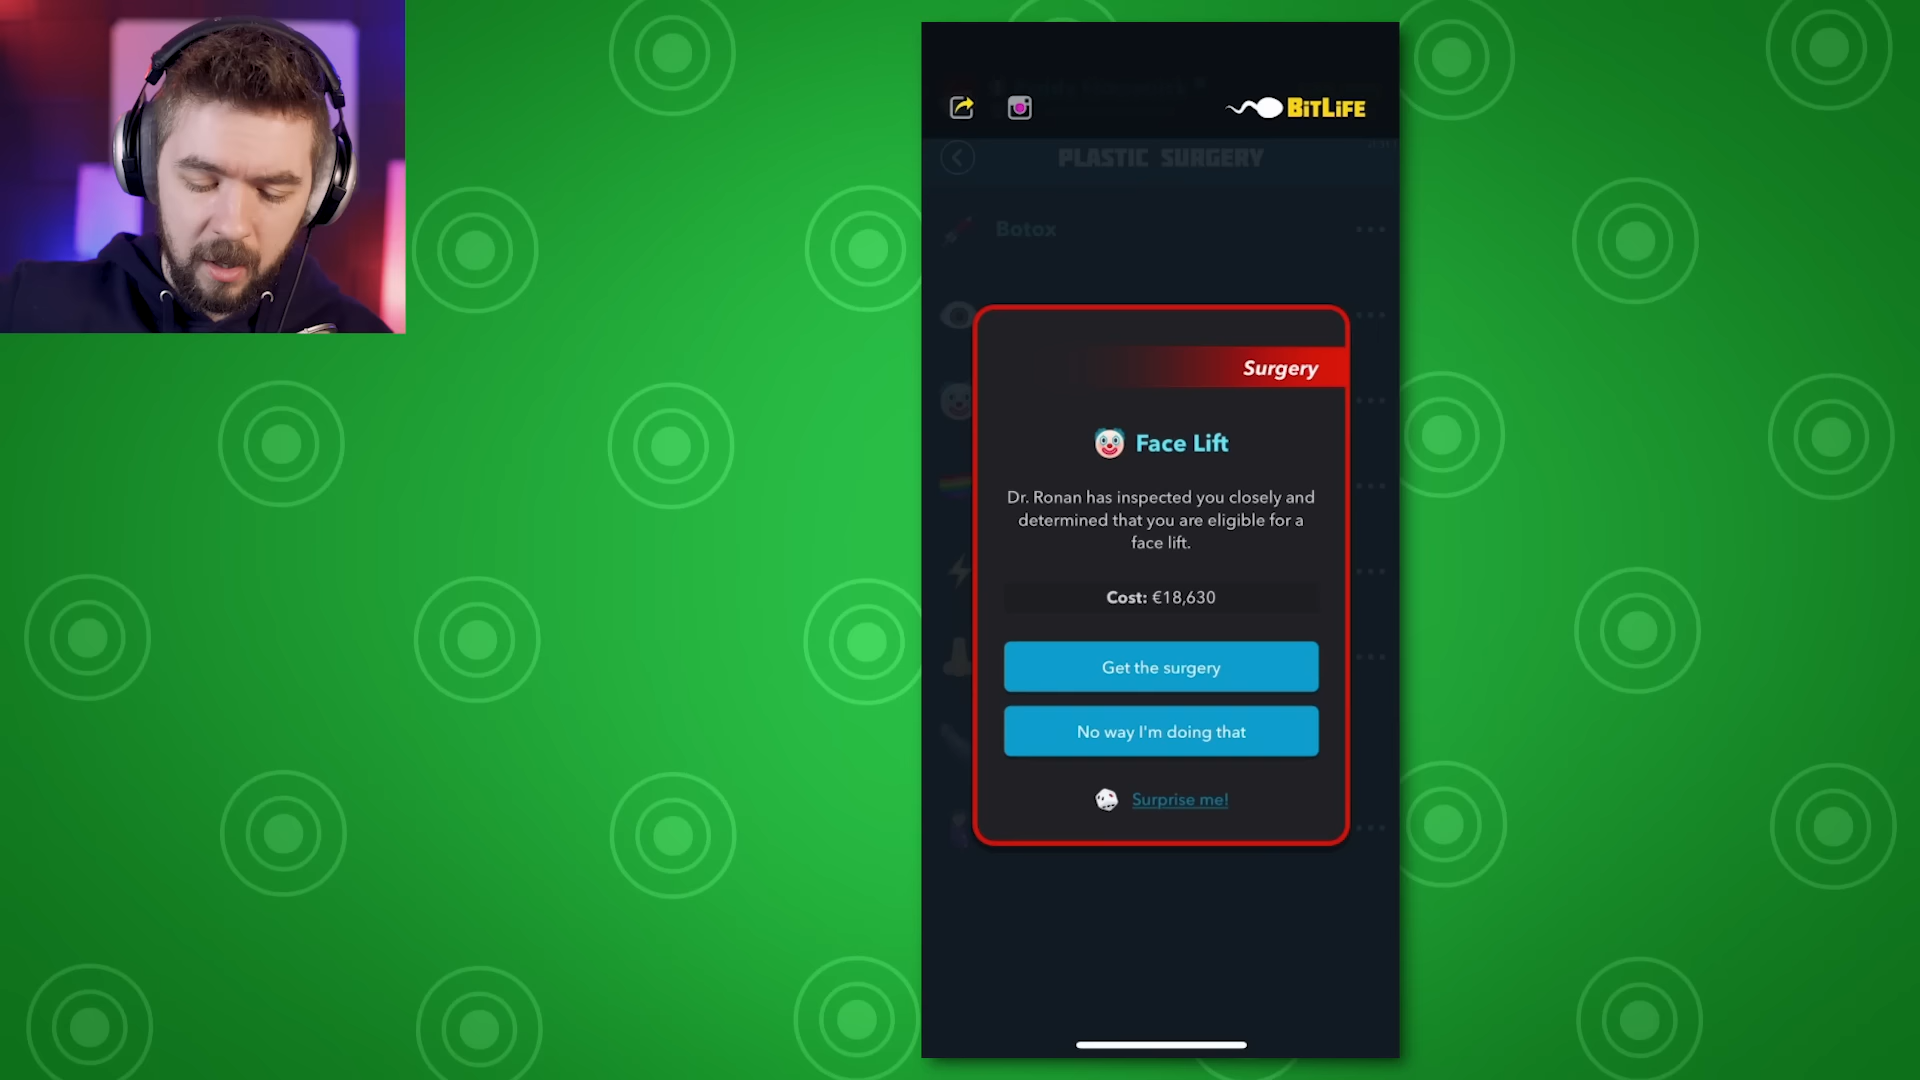 BITLIFE
PLASTIC SURGERY
Botox
Surgery
Face Lift
Dr. Ronan has inspected you closely and
determined that you are eligible for a
face lift.
Cost: €18,630
Get the surgery
No way I'm doing that
Surprise me!